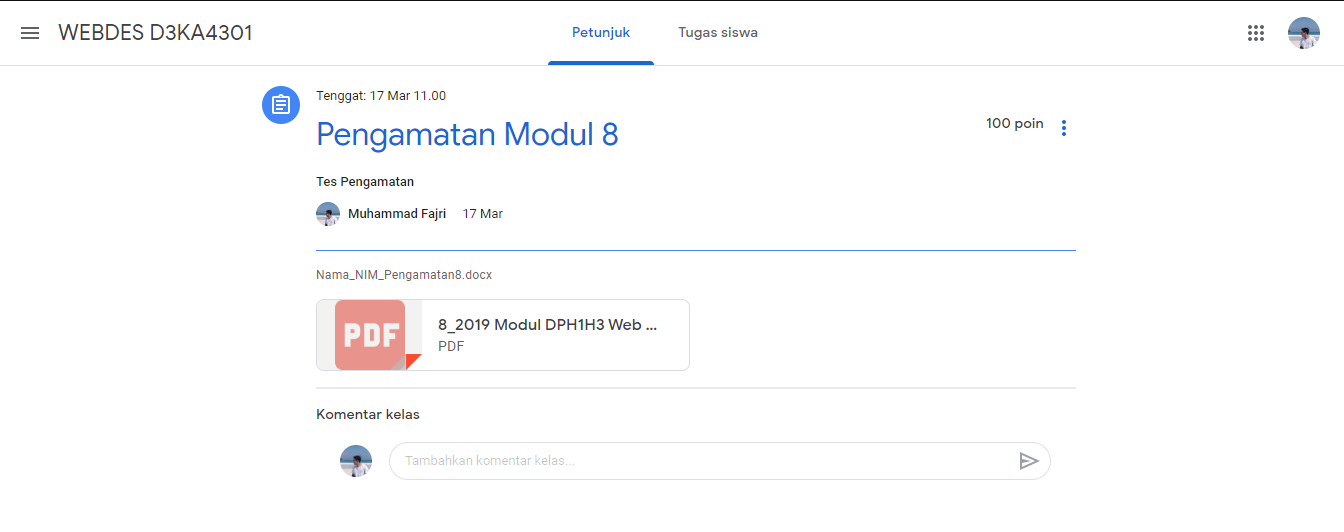 WEBDES D3KA4301
Petunjuk
Tugas siswa
Tenggat: 17 Mar 11.00
Pengamatan Modul 8
100 poin
Tes Pengamatan
Muhammad Fajri 17 Mar
Nama_NIM_Pengamatan8.docx
PDF
8_2019 Modul DPH1H3 Web ...
PDF
Komentar kelas
Tambahkan komentar kelas...